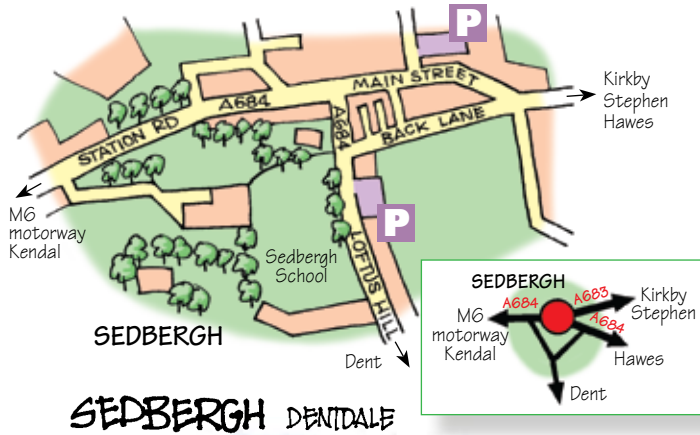 P
MAIN STREET
Kirkby
Stephen
Hawes
A684
A684
BACK LANE
STATION RD
M6
motorway
Kendal
P
Sedbergh
School
LOFTUS HILL
SEDBERGH
Dent
SEDBERGH
A684
A683
Kirkby
Stephen
M6
motorway
Kendal
A684
Hawes
Dent
SEDBERGH DENTDALE